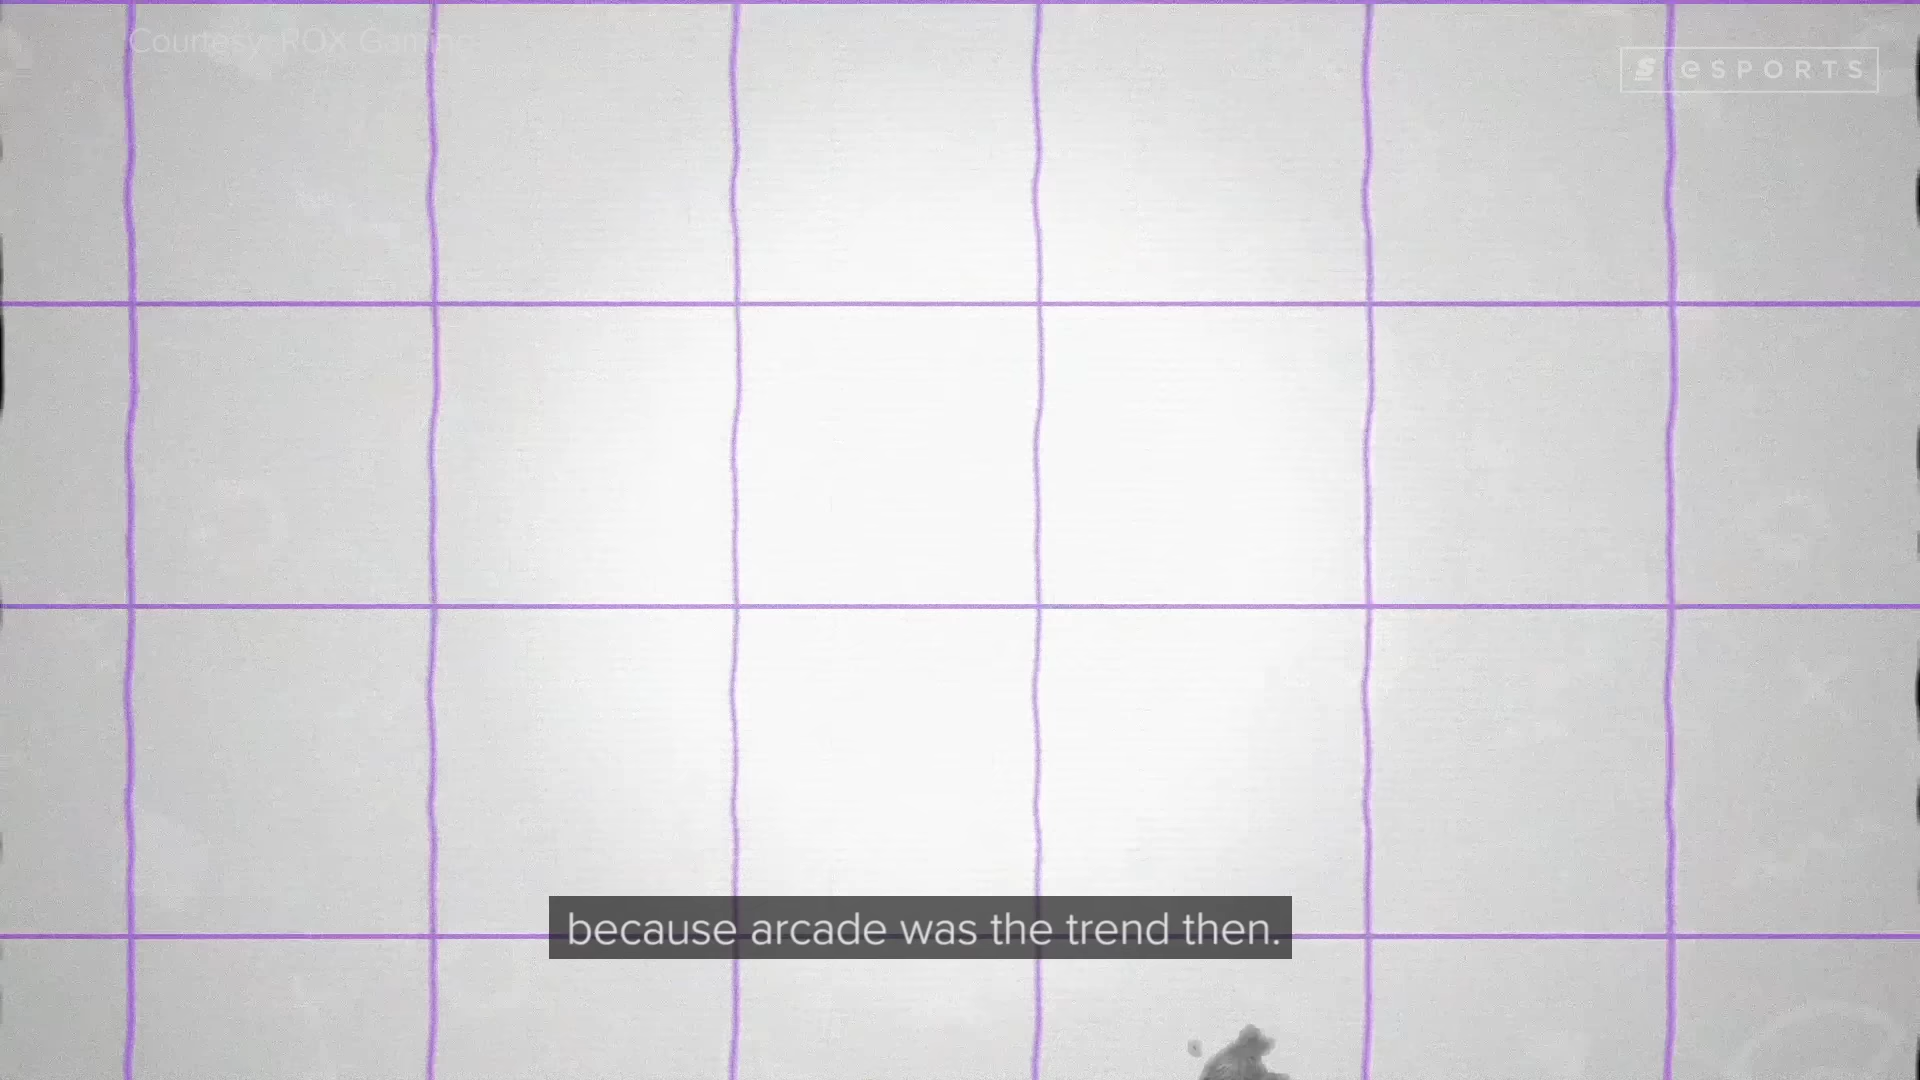 Courtesy: ROX Gaming
S eSPORTS
because arcade was the trend then.